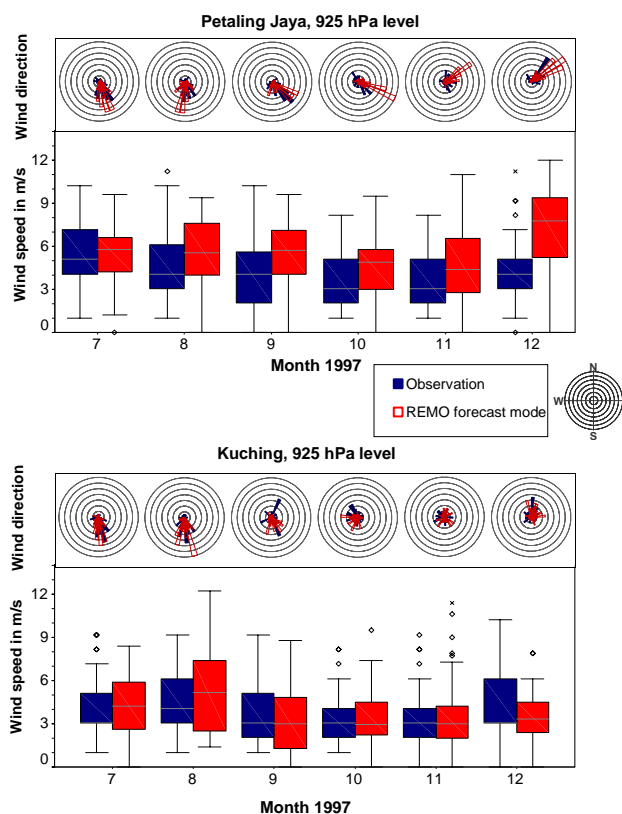 Petaling Jaya, 925 hPa level
Wind direction
Wind speed in m/s
12
9
6
3
0
7 8 9 10 11 12
Month 1997
Observation
REMO forecast mode
N
W
S
Kuching, 925 hPa level
Wind direction
Wind speed in m/s
12
9
6
3
0
7 8 9 10 11 12
Month 1997